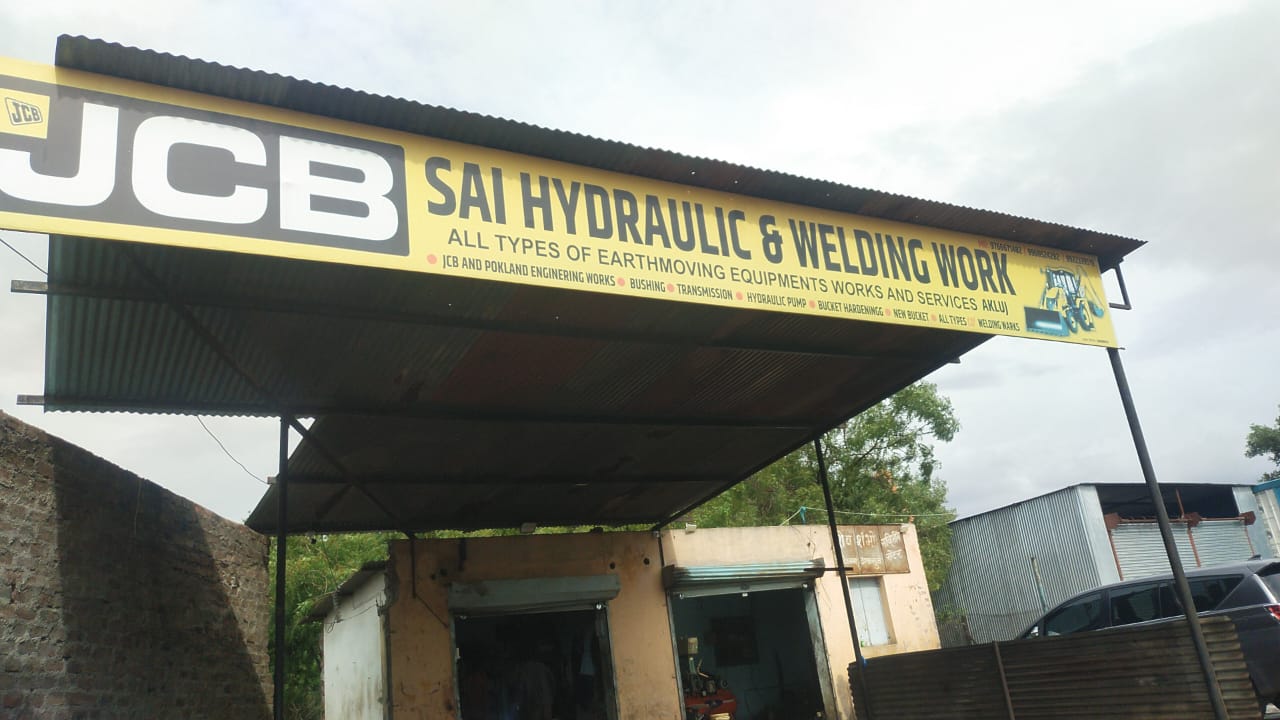 JCB
JCB
SAI HYDRAULIC & WELDING WORK
ALL TYPES OF EARTHMOVING EQUIPMENTS WORKS AND SERVICES AKLUJ
JCB AND POKLAND ENGINERING WORKS • BUSHING • TRANSMISSION • HYDRAULIC PUMP • BUCKET HARDENINGG • NEW BUCKET • ALL TYPES WELDING WARKS